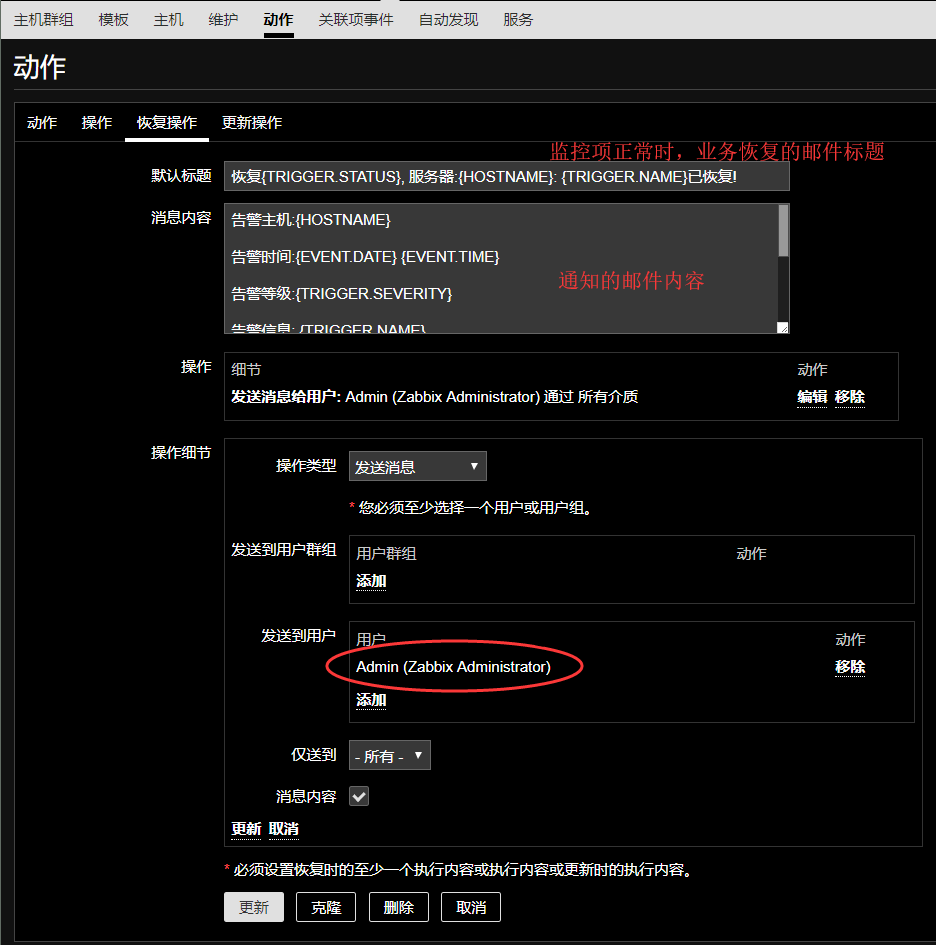 主机群组 模板 主机 维护 动作 关联项事件 自动发现 服务
动作
动作 操作 恢复操作 更新操作
监控项正常时，业务恢复的邮件标题
默认标题 恢复{TRIGGER.STATUS}, 服务器:{HOSTNAME}: {TRIGGER.NAME}已恢复!
消息内容 告警主机:{HOSTNAME}
告警时间:{EVENT.DATE} {EVENT.TIME}
通知的邮件内容
告警等级:{TRIGGER.SEVERITY}
告警信息: {TRIGGER.NAME}
操作 细节 动作
发送消息给用户: Admin (Zabbix Administrator) 通过 所有介质 编辑 移除
操作细节
操作类型 发送消息
* 您必须至少选择一个用户或用户组。
发送到用户群组 用户群组 动作
添加
发送到用户 用户 动作
Admin (Zabbix Administrator) 移除
添加
仅送到 - 所有 -
消息内容
更新 取消
* 必须设置恢复时的至少一个执行内容或执行内容或更新时的执行内容。
更新 克隆 删除 取消